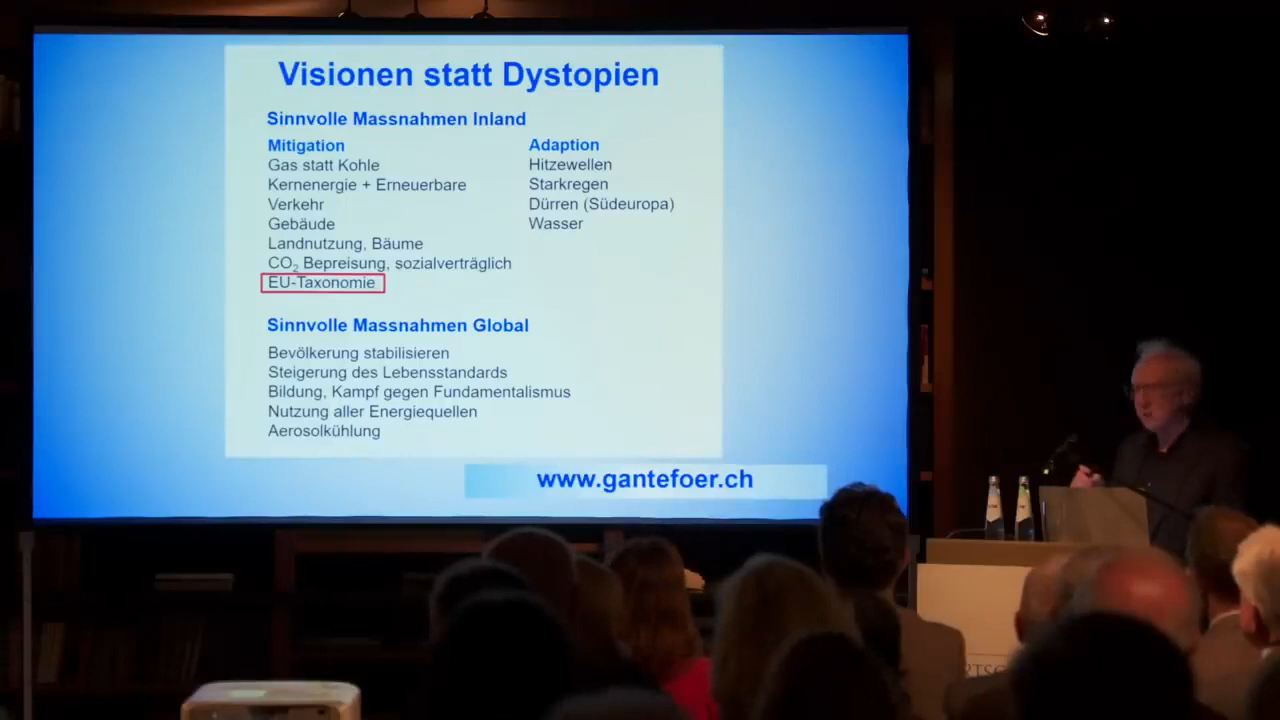 Visionen statt Dystopien
Sinnvolle Massnahmen Inland
Mitigation
Gas statt Kohle
Kernenergie + Erneuerbare
Verkehr
Gebäude
Landnutzung, Bäume
CO₂ Bepreisung, sozialverträglich
EU-Taxonomie
Adaption
Hitzewellen
Starkregen
Dürren (Südeuropa)
Wasser
Sinnvolle Massnahmen Global
Bevölkerung stabilisieren
Steigerung des Lebensstandards
Bildung, Kampf gegen Fundamentalismus
Nutzung aller Energiequellen
Aerosolkühlung
www.gantefoer.ch